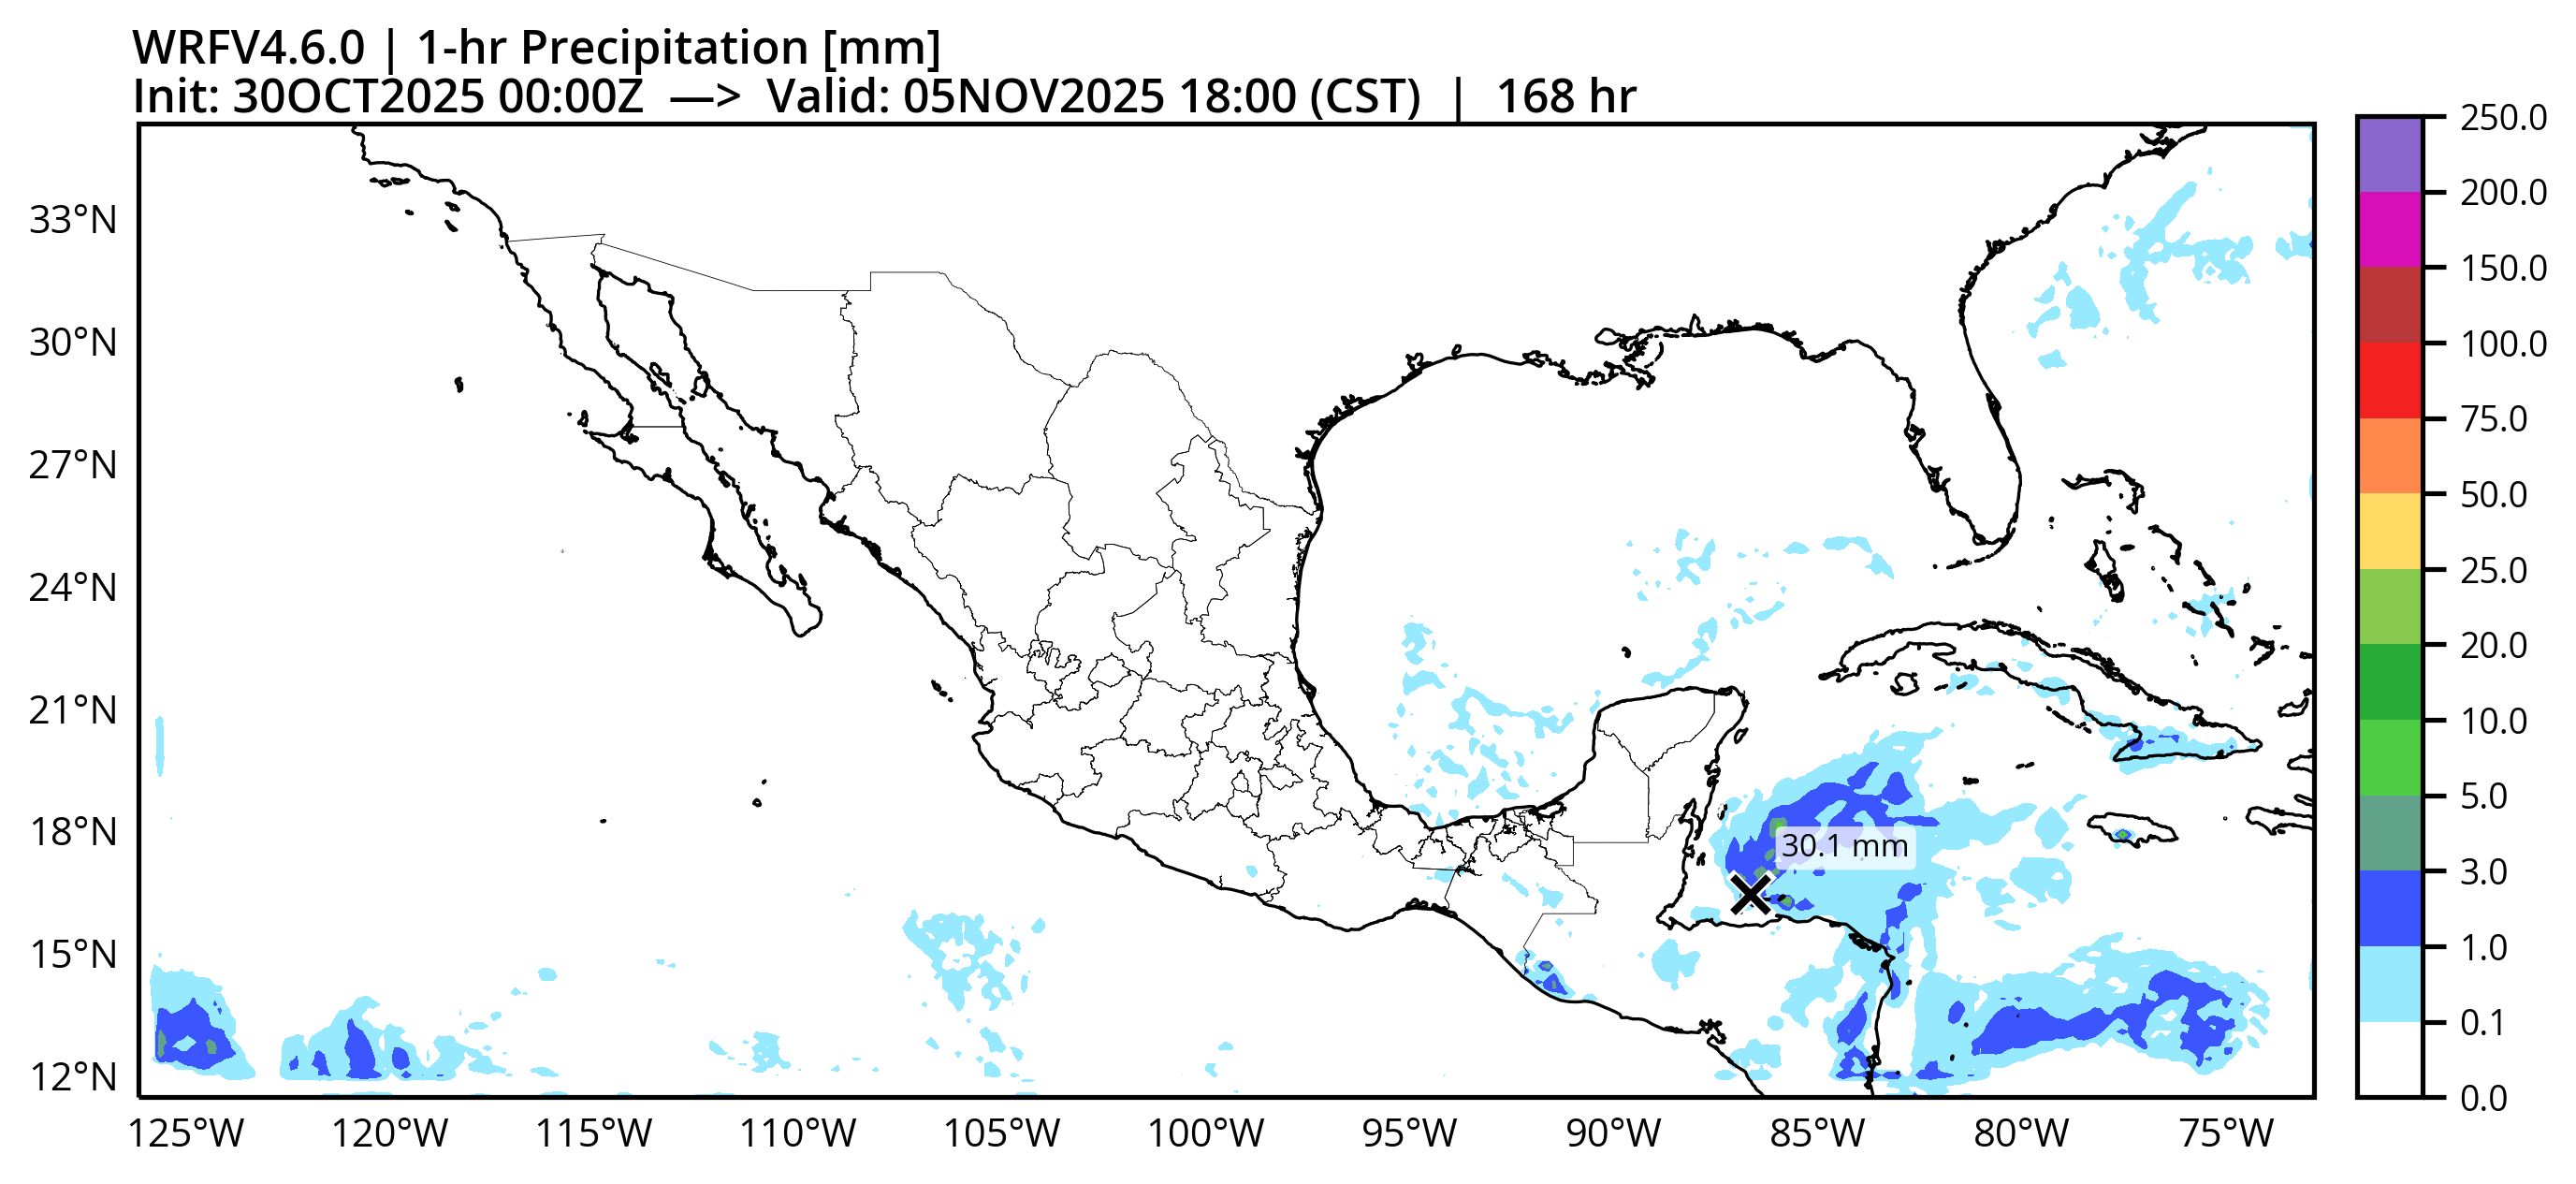 WRFV4.6.0 | 1-hr Precipitation [mm]
Init: 30OCT2025 00:00Z —> Valid: 05NOV2025 18:00 (CST) | 168 hr
33°N
30°N
27°N
24°N
21°N
18°N
15°N
12°N
125°W 120°W 115°W 110°W 105°W 100°W 95°W 90°W 85°W 80°W 75°W
30.1 mm
250.0
200.0
150.0
100.0
75.0
50.0
25.0
20.0
10.0
5.0
3.0
1.0
0.1
0.0